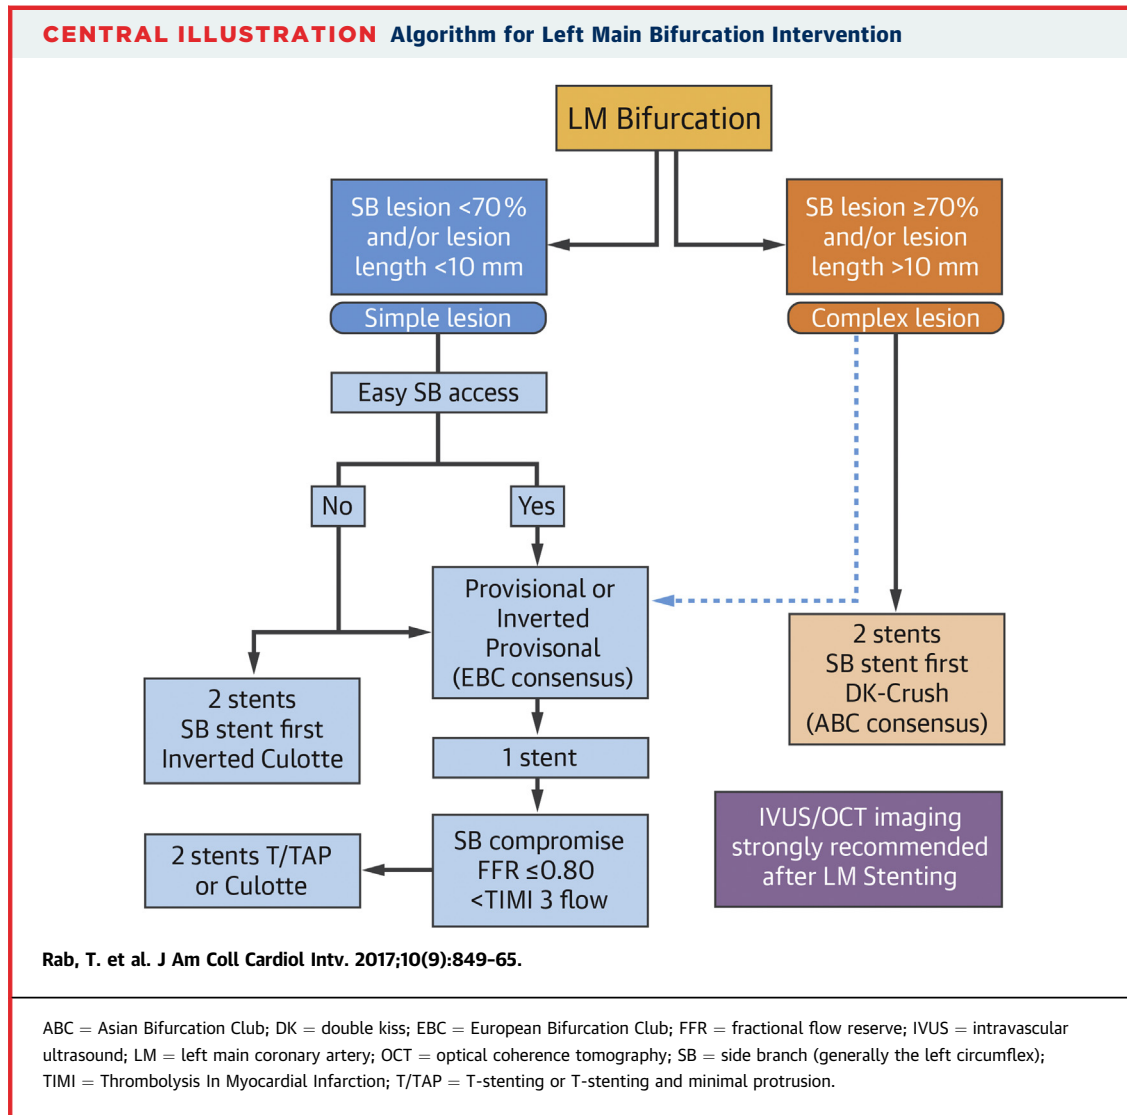 CENTRAL ILLUSTRATION Algorithm for Left Main Bifurcation Intervention
LM Bifurcation
SB lesion <70%
and/or lesion
length <10 mm
Simple lesion
SB lesion ≥70%
and/or lesion
length >10 mm
Complex lesion
Easy SB access
No
Yes
Provisional or
Inverted
Provisonal
(EBC consensus)
2 stents
SB stent first
DK-Crush
(ABC consensus)
2 stents
SB stent first
Inverted Culotte
1 stent
SB compromise
FFR ≤0.80
<TIMI 3 flow
2 stents T/TAP
or Culotte
IVUS/OCT imaging
strongly recommended
after LM Stenting
Rab, T. et al. J Am Coll Cardiol Intv. 2017;10(9):849–65.
ABC = Asian Bifurcation Club; DK = double kiss; EBC = European Bifurcation Club; FFR = fractional flow reserve; IVUS = intravascular
ultrasound; LM = left main coronary artery; OCT = optical coherence tomography; SB = side branch (generally the left circumflex);
TIMI = Thrombolysis In Myocardial Infarction; T/TAP = T-stenting or T-stenting and minimal protrusion.